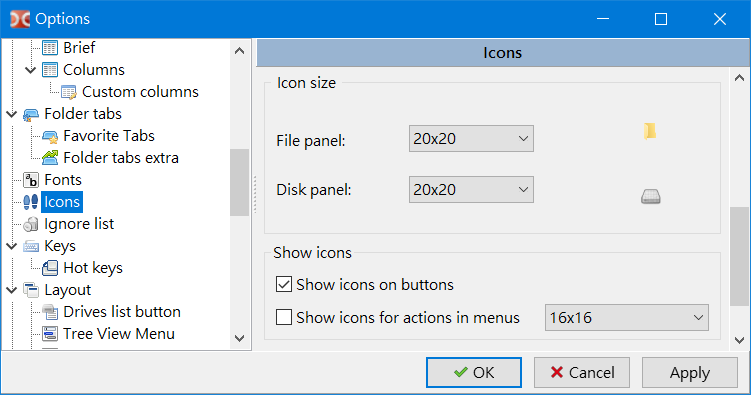 Options
Brief
Columns
Custom columns
Folder tabs
Favorite Tabs
Folder tabs extra
Fonts
Icons
Ignore list
Keys
Hot keys
Layout
Drives list button
Tree View Menu
Icons
Icon size
File panel: 20x20
Disk panel: 20x20
Show icons
Show icons on buttons
Show icons for actions in menus 16x16
OK Cancel Apply